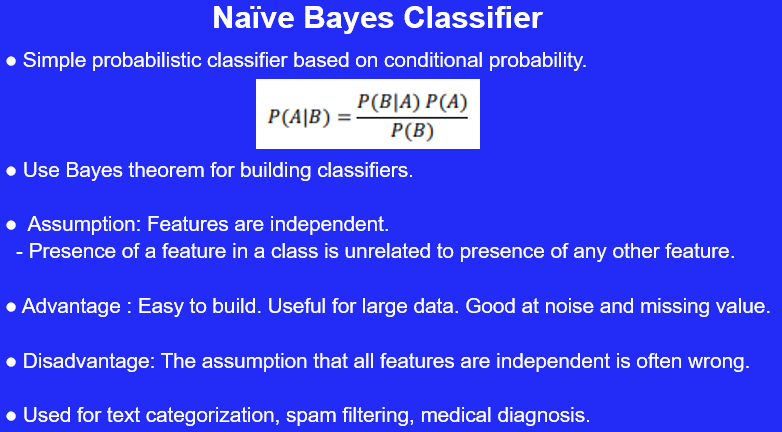 Naïve Bayes Classifier
● Simple probabilistic classifier based on conditional probability.
P(A|B) = P(B|A) P(A) / P(B)
● Use Bayes theorem for building classifiers.
● Assumption: Features are independent.
- Presence of a feature in a class is unrelated to presence of any other feature.
● Advantage : Easy to build. Useful for large data. Good at noise and missing value.
● Disadvantage: The assumption that all features are independent is often wrong.
● Used for text categorization, spam filtering, medical diagnosis.